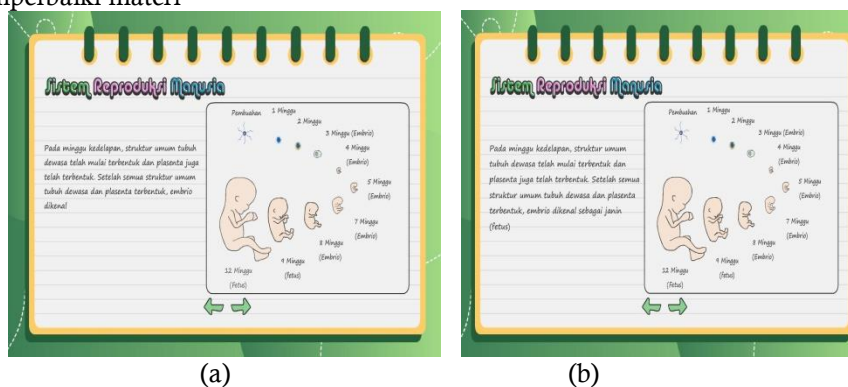 mperbaiki materi
Sistem Reproduksi Manusia
Pada minggu kedelapan, struktur umum tubuh
dewasa telah mulai terbentuk dan plasenta juga
telah terbentuk. Setelah semua struktur umum
tubuh dewasa dan plasenta terbentuk, embrio
dikenal
Pembuahan
1 Minggu
2 Minggu
3 Minggu (Embrio)
4 Minggu
(Embrio)
5 Minggu
(Embrio)
7 Minggu
(Embrio)
8 Minggu
(Embrio)
9 Minggu
(Fetus)
12 Minggu
(Fetus)
(a)
Sistem Reproduksi Manusia
Pada minggu kedelapan, struktur umum
tubuh dewasa telah mulai terbentuk dan
plasenta juga telah terbentuk. Setelah semua
struktur umum tubuh dewasa dan plasenta
terbentuk, embrio dikenal sebagai janin
(fetus)
Pembuahan
1 Minggu
2 Minggu
3 Minggu (Embrio)
4 Minggu
(Embrio)
5 Minggu
(Embrio)
7 Minggu
(Embrio)
8 Minggu
(Embrio)
9 Minggu
(Fetus)
12 Minggu
(Fetus)
(b)